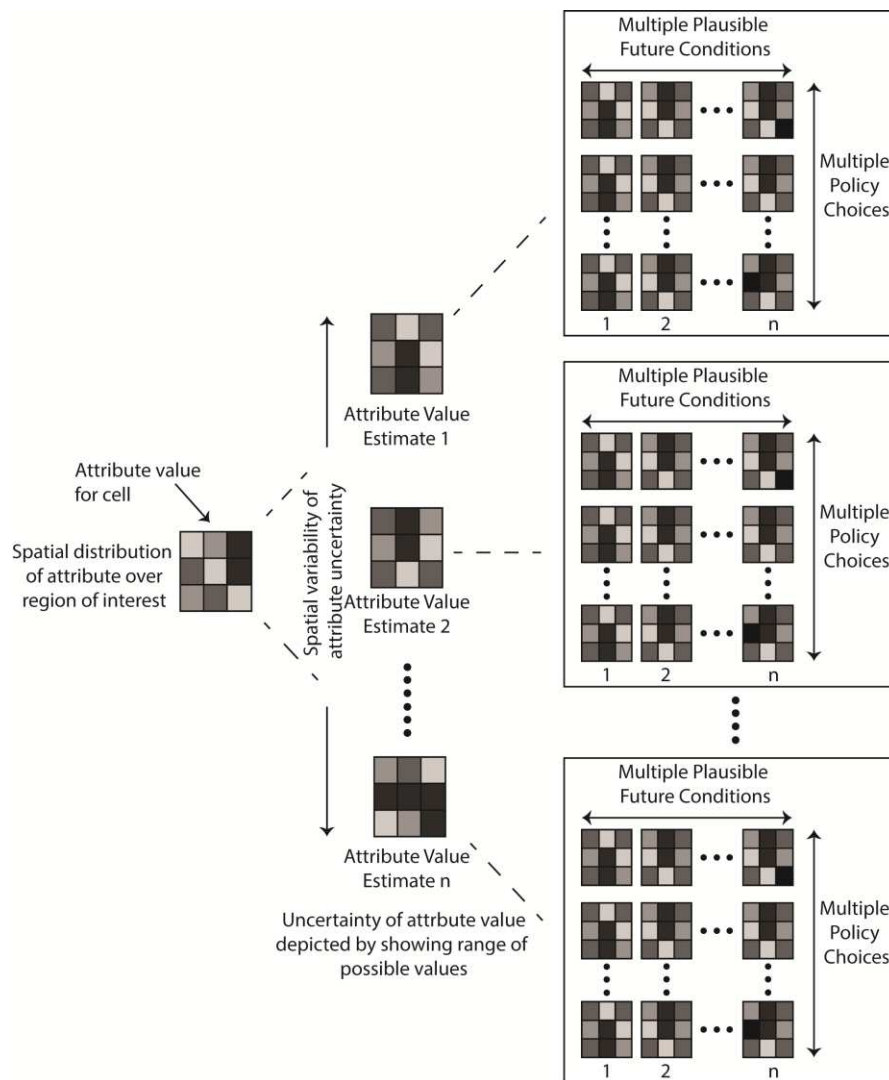 Attribute value
for cell
Spatial distribution
of attribute over
region of interest
Spatial variability of
attribute uncertainty
Attribute Value
Estimate 1
Attribute Value
Estimate 2
Attribute Value
Estimate n
Uncertainty of attrbute value
depicted by showing range of
possible values
Multiple Plausible
Future Conditions
Multiple
Policy
Choices
1 2 n
Multiple Plausible
Future Conditions
Multiple
Policy
Choices
1 2 n
Multiple Plausible
Future Conditions
Multiple
Policy
Choices
1 2 n